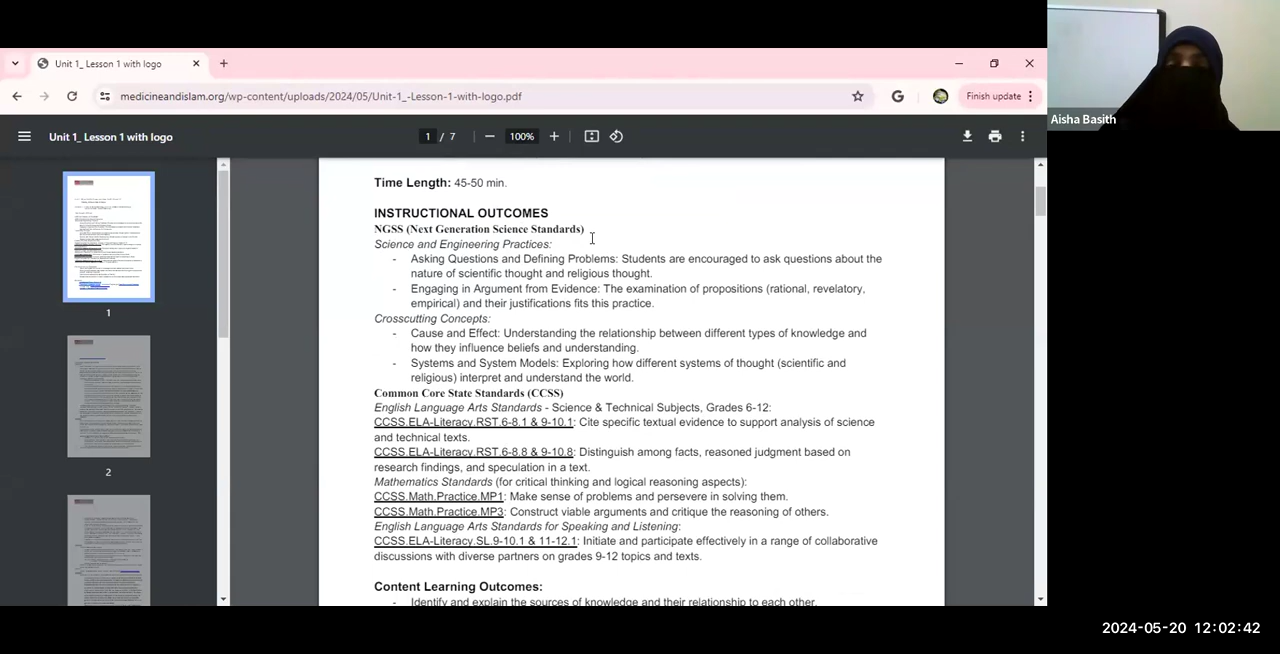 Unit 1_ Lesson 1 with logo
medicineandislam.org/wp-content/uploads/2024/05/Unit-1_-Lesson-1-with-logo.pdf
Finish update
Unit 1_ Lesson 1 with logo
1 / 7
100%
Aisha Basith
1
2
Time Length: 45-50 min.
INSTRUCTIONAL OUTCOMES
NGSS (Next Generation Science Standards)
Science and Engineering Practices:
- Asking Questions and Defining Problems: Students are encouraged to ask questions about the
nature of scientific thought and religious thought.
- Engaging in Argument from Evidence: The examination of propositions (rational, revelatory,
empirical) and their justifications fits this practice.
Crosscutting Concepts:
- Cause and Effect: Understanding the relationship between different types of knowledge and
how they influence beliefs and understanding.
- Systems and System Models: Exploring how different systems of thought (scientific and
religious) interpret and understand the world.
Common Core State Standards (CCSS)
English Language Arts Standards - Science & Technical Subjects, Grades 6-12:
CCSS.ELA-Literacy.RST.6-8.1 & 9-10.1: Cite specific textual evidence to support analysis of science
and technical texts.
CCSS.ELA-Literacy.RST.6-8.8 & 9-10.8: Distinguish among facts, reasoned judgment based on
research findings, and speculation in a text.
Mathematics Standards (for critical thinking and logical reasoning aspects):
CCSS.Math.Practice.MP1: Make sense of problems and persevere in solving them.
CCSS.Math.Practice.MP3: Construct viable arguments and critique the reasoning of others.
English Language Arts Standards for Speaking and Listening:
CCSS.ELA-Literacy.SL.9-10.1 & 11-12.1: Initiate and participate effectively in a range of collaborative
discussions with diverse partners on grades 9-12 topics and texts.
Content Learning Outcomes:
- Identify and explain the sources of knowledge and their relationship to each other.
2024-05-20 12:02:42